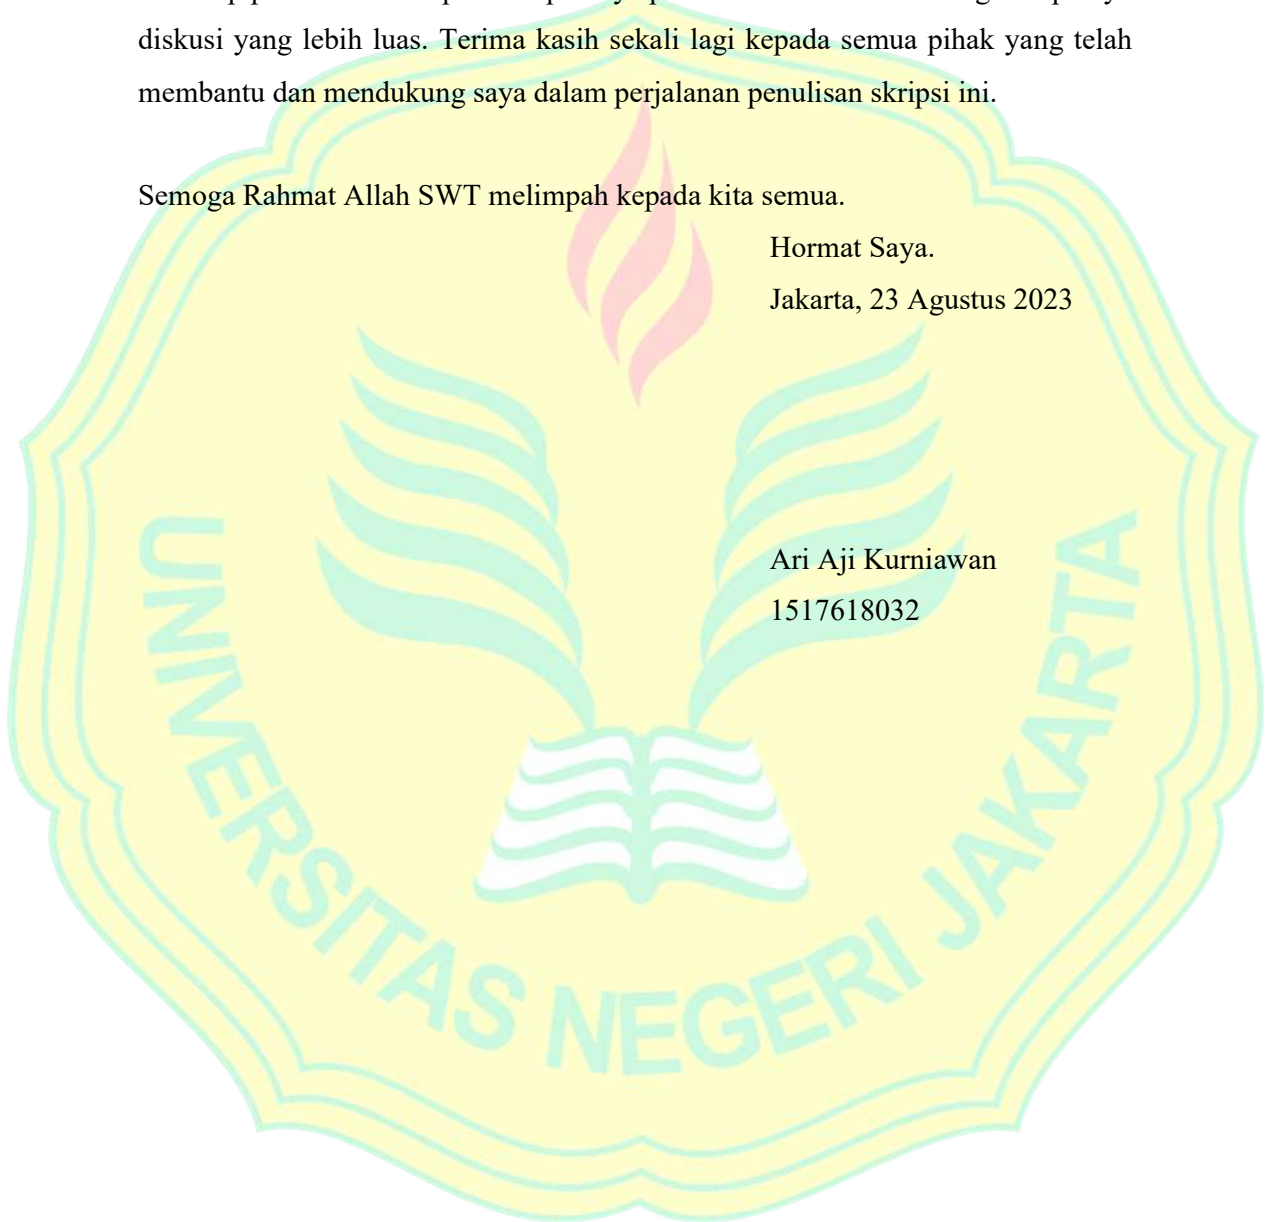 diskusi yang lebih luas. Terima kasih sekali lagi kepada semua pihak yang telah
membantu dan mendukung saya dalam perjalanan penulisan skripsi ini.
Semoga Rahmat Allah SWT melimpah kepada kita semua.
Hormat Saya.
Jakarta, 23 Agustus 2023
Ari Aji Kurniawan
1517618032
UNIVERSITAS NEGERI JAKARTA